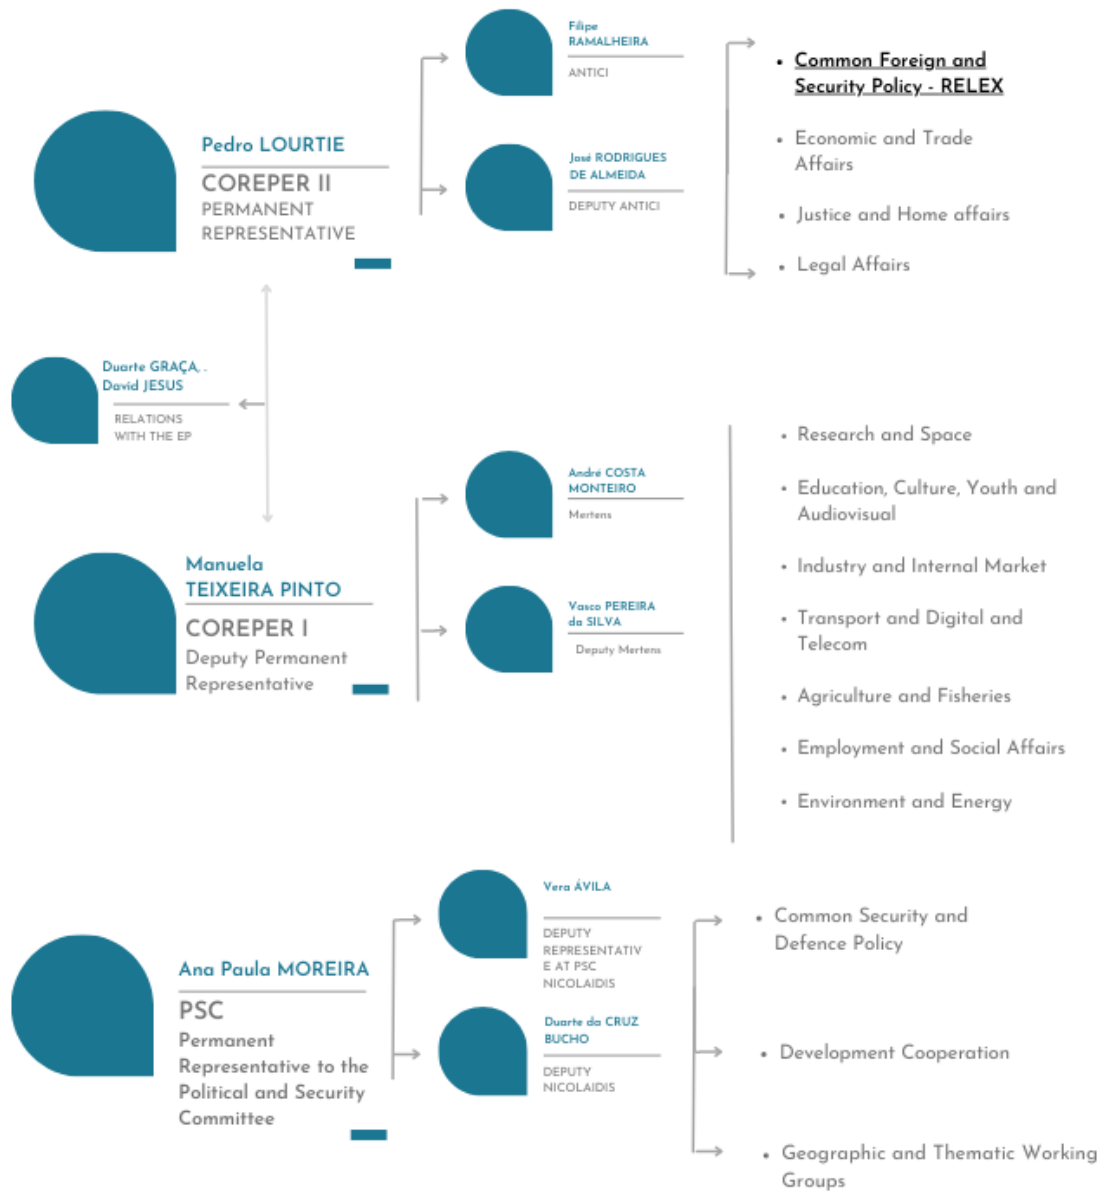 Filipe
RAMALHEIRA
ANTICI
• Common Foreign and
Security Policy - RELEX
Pedro LOURTIE
COREPER II
PERMANENT
REPRESENTATIVE
José RODRIGUES
DE ALMEIDA
DEPUTY ANTICI
• Economic and Trade
Affairs
• Justice and Home affairs
• Legal Affairs
Duarte GRAÇA, .
David JESUS
RELATIONS
WITH THE EP
Manuela
TEIXEIRA PINTO
COREPER I
Deputy Permanent
Representative
André COSTA
MONTEIRO
Mertens
Vasco PEREIRA
da SILVA
Deputy Mertens
• Research and Space
• Education, Culture, Youth and
Audiovisual
• Industry and Internal Market
• Transport and Digital and
Telecom
• Agriculture and Fisheries
• Employment and Social Affairs
• Environment and Energy
Ana Paula MOREIRA
PSC
Permanent
Representative to the
Political and Security
Committee
Vera ÁVILA
DEPUTY
REPRESENTATIV
E AT PSC
NICOLAIDIS
Duarte da CRUZ
BUCHO
DEPUTY
NICOLAIDIS
• Common Security and
Defence Policy
• Development Cooperation
• Geographic and Thematic Working
Groups